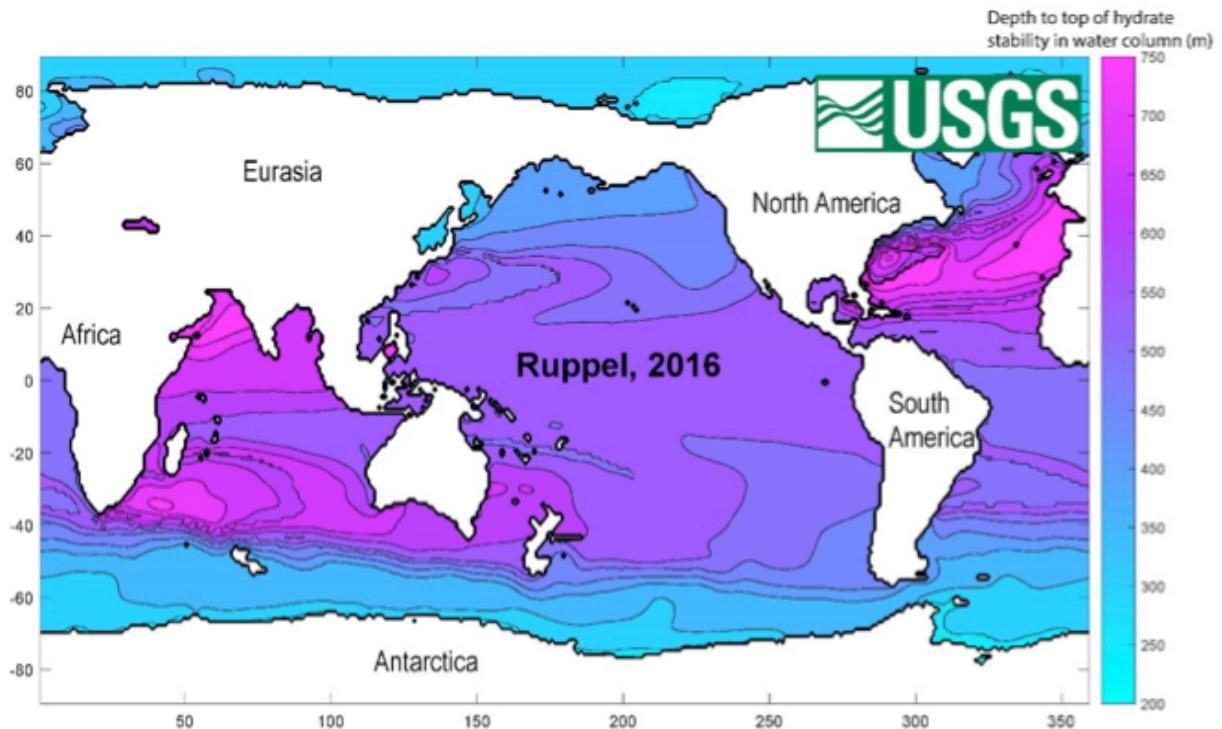 Depth to top of hydrate
stability in water column (m)
USGS
Eurasia
North America
Africa
Ruppel, 2016
South
America
Antarctica
80
60
40
20
0
-20
-40
-60
-80
50
100
150
200
250
300
350
750
700
650
600
550
500
450
400
350
300
250
200